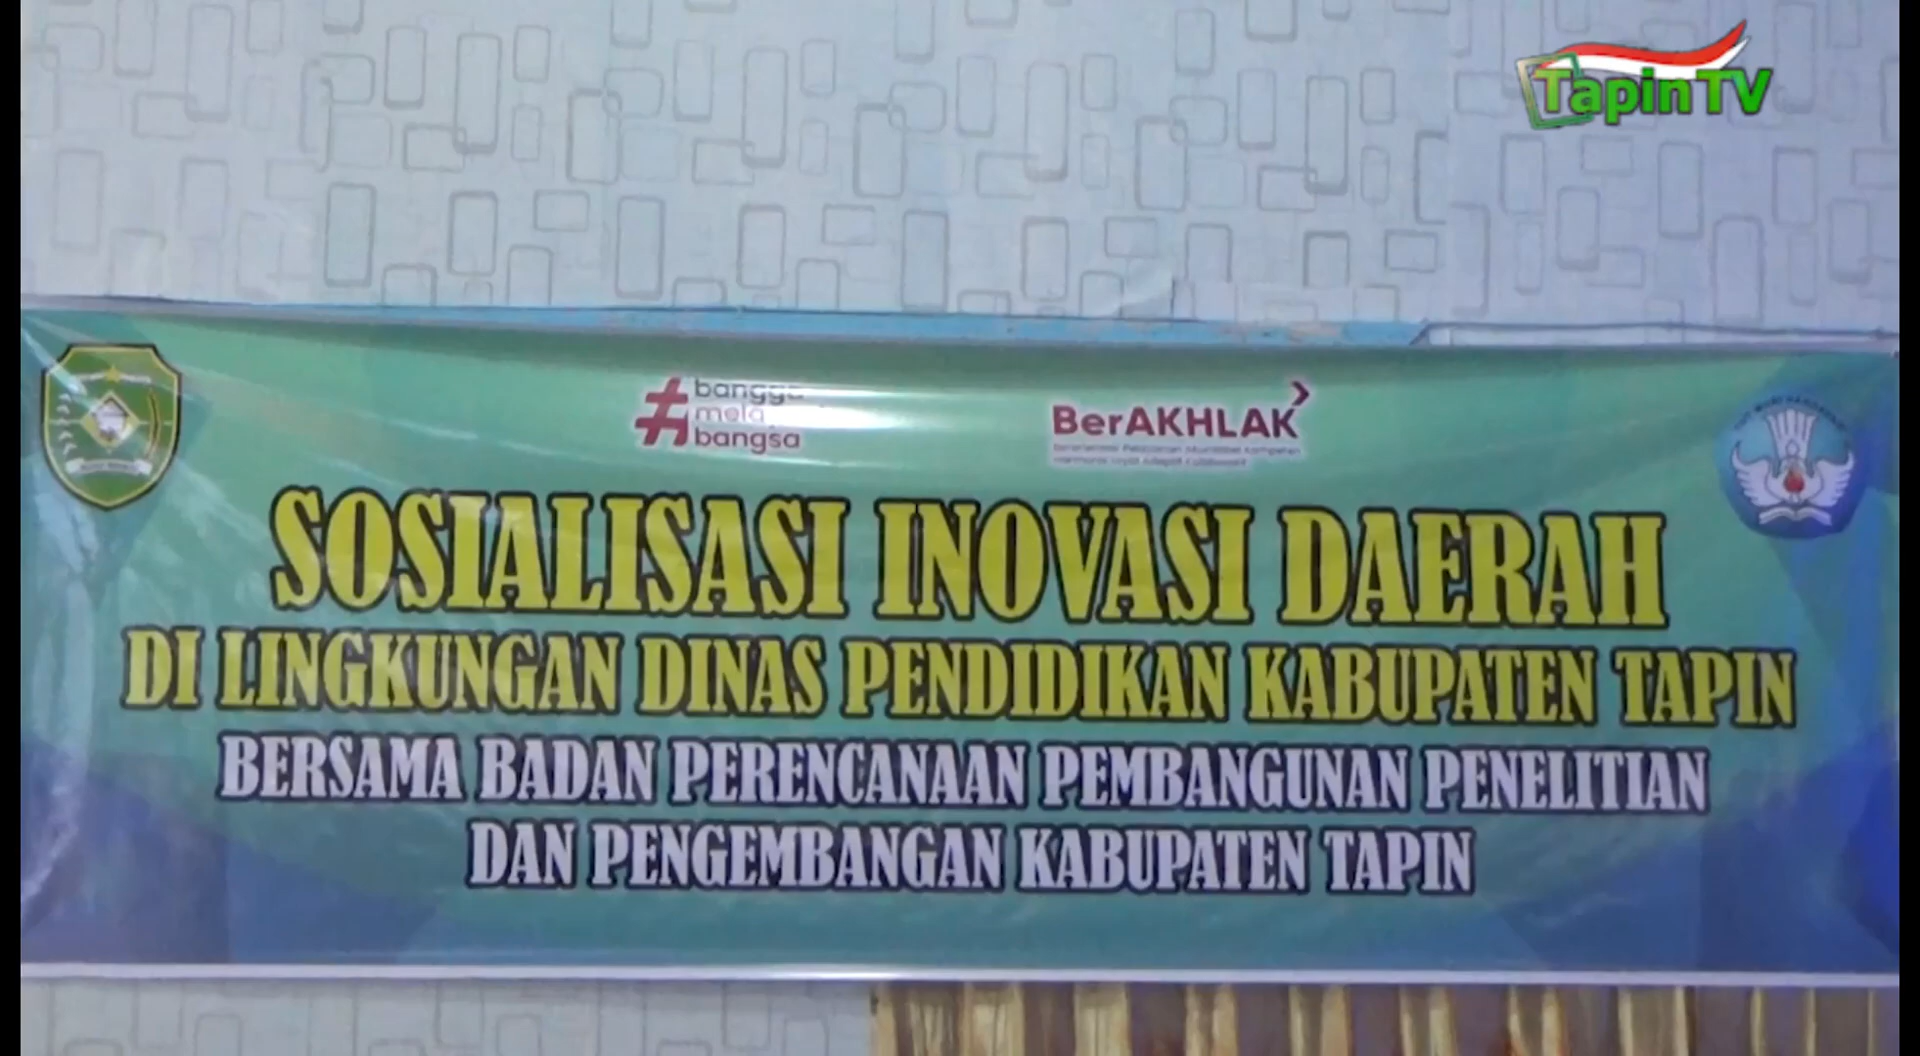 TapinTV
#bangga
mela
bangsa
BerAKHLAK
SOSIALISASI INOVASI DAERAH
DI LINGKUNGAN DINAS PENDIDIKAN KABUPATEN TAPIN
BERSAMA BADAN PERENCANAAN PEMBANGUNAN PENELITIAN
DAN PENGEMBANGAN KABUPATEN TAPIN